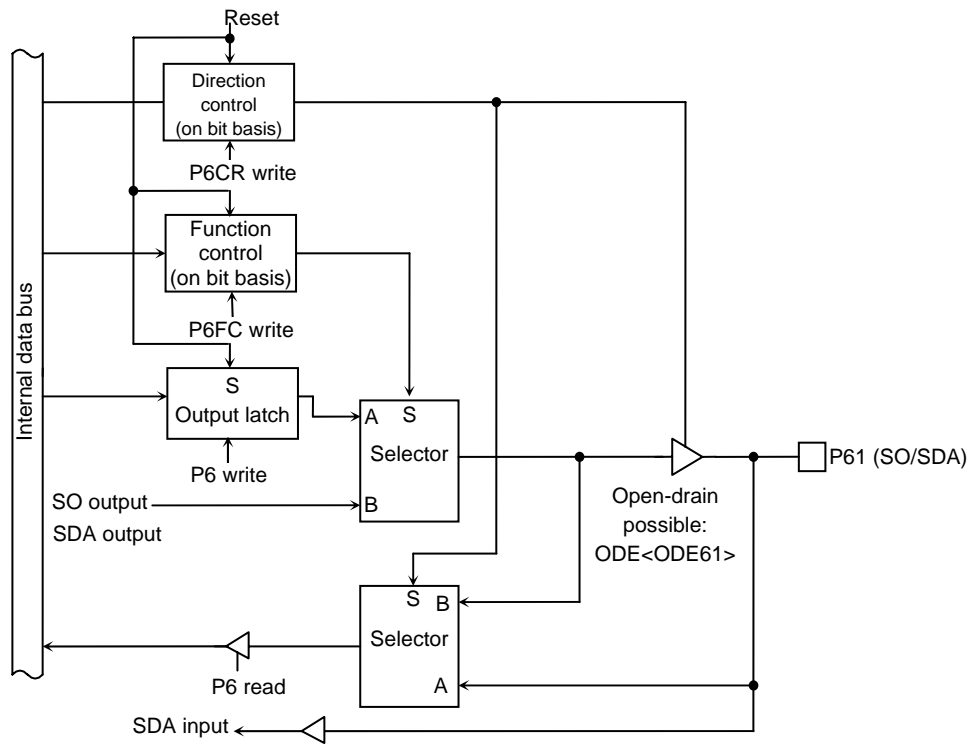 Reset
Direction
control
(on bit basis)
P6CR write
Function
control
(on bit basis)
P6FC write
Internal data bus
S
Output latch
P6 write
A S
Selector
B
SO output
SDA output
P61 (SO/SDA)
Open-drain
possible:
ODE<ODE61>
S B
Selector
A
P6 read
SDA input